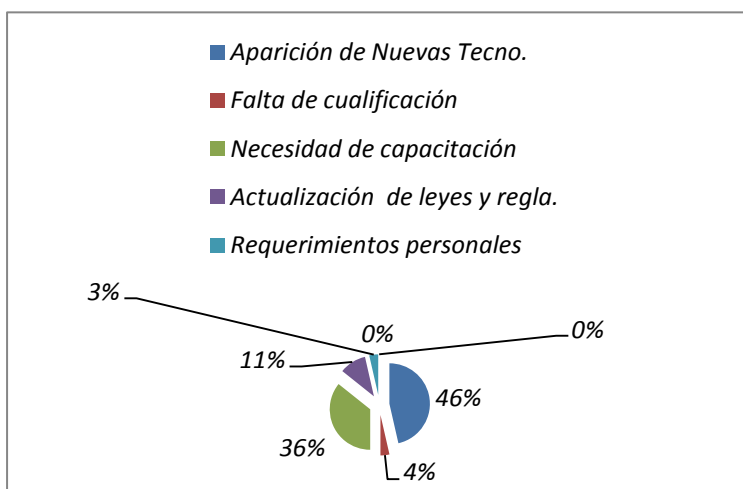 Aparición de Nuevas Tecno.
Falta de cualificación
Necesidad de capacitación
Actualización  de leyes y regla.
Requerimientos personales
3%
0%
0%
11%
46%
36%
4%